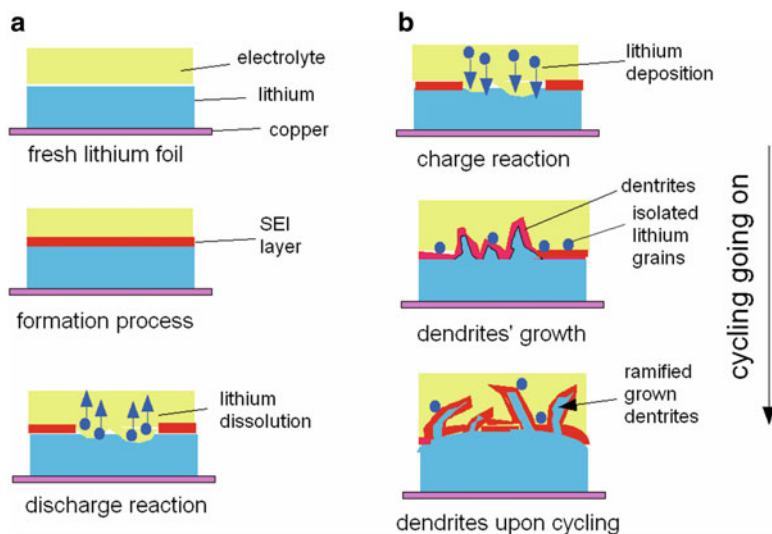 a
electrolyte
lithium
copper
fresh lithium foil
SEI
layer
formation process
lithium
dissolution
discharge reaction
b
lithium
deposition
charge reaction
dentrites
isolated
lithium
grains
dendrites' growth
ramified
grown
dentrites
dendrites upon cycling
cycling going on